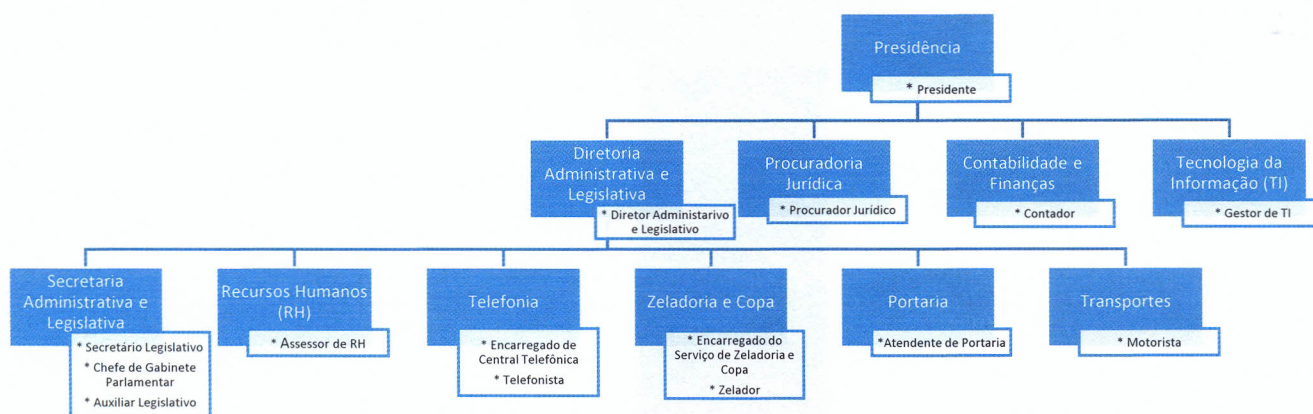 Presidência
* Presidente
Diretoria
Administrativa e
Legislativa
* Diretor Administarivo
e Legislativo
Procuradoria
Jurídica
* Procurador Jurídico
Contabilidade e
Finanças
* Contador
Tecnologia da
Informação (TI)
* Gestor de TI
Secretaria
Administrativa e
Legislativa
* Secretário Legislativo
* Chefe de Gabinete
Parlamentar
* Auxiliar Legislativo
Recursos Humanos
(RH)
* Assessor de RH
Telefonia
* Encarregado de
Central Telefônica
* Telefonista
Zeladoria e Copa
* Encarregado do
Serviço de Zeladoria e
Copa
* Zelador
Portaria
*Atendente de Portaria
Transportes
* Motorista